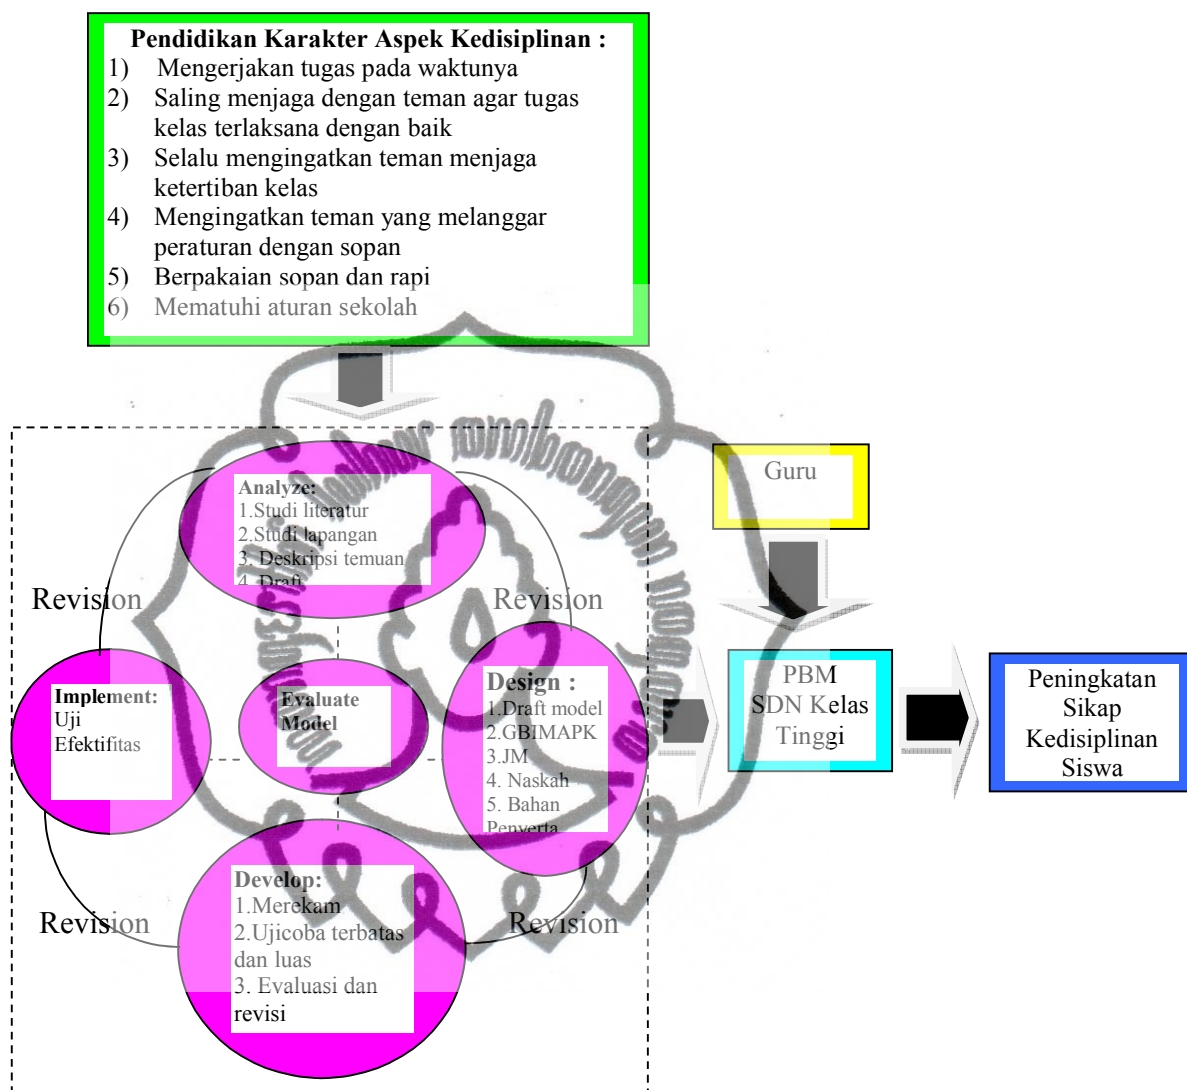 Pendidikan Karakter Aspek Kedisiplinan :
1) Mengerjakan tugas pada waktunya
2) Saling menjaga dengan teman agar tugas
kelas terlaksana dengan baik
3) Selalu mengingatkan teman menjaga
ketertiban kelas
4) Mengingatkan teman yang melanggar
peraturan dengan sopan
5) Berpakaian sopan dan rapi
6) Mematuhi aturan sekolah
Guru
Analyze:
1.Studi literatur
2.Studi lapangan
3. Deskripsi temuan
4. Draft
Revision
Revision
Implement:
Uji
Efektifitas
Evaluate
Model
Design :
1.Draft model
2.GBIMAPK
3.JM
4. Naskah
5. Bahan
Penyerta
PBM
SDN Kelas
Tinggi
Peningkatan
Sikap
Kedisiplinan
Siswa
Develop:
1.Merekam
2.Ujicoba terbatas
dan luas
3. Evaluasi dan
revisi
Revision
Revision